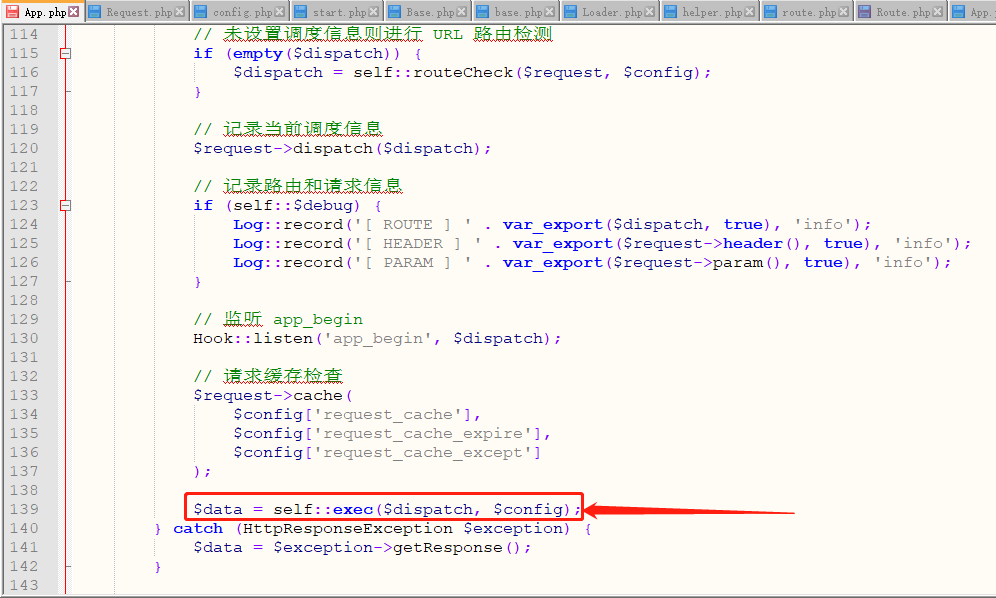 App.php Request.php config.php start.php Base.php base.php Loader.php helper.php route.php Route.php App.
114 // 未设置调度信息则进行 URL 路由检测
115 if (empty($dispatch)) {
116 $dispatch = self::routeCheck($request, $config);
117 }
118
119 // 记录当前调度信息
120 $request->dispatch($dispatch);
121
122 // 记录路由和请求信息
123 if (self::$debug) {
124 Log::record('[ ROUTE ] ' . var_export($dispatch, true), 'info');
125 Log::record('[ HEADER ] ' . var_export($request->header(), true), 'info');
126 Log::record('[ PARAM ] ' . var_export($request->param(), true), 'info');
127 }
128
129 // 监听 app_begin
130 Hook::listen('app_begin', $dispatch);
131
132 // 请求缓存检查
133 $request->cache(
134 $config['request_cache'],
135 $config['request_cache_expire'],
136 $config['request_cache_except']
137 );
138
139 $data = self::exec($dispatch, $config);
140 } catch (HttpResponseException $exception) {
141 $data = $exception->getResponse();
142 }
143